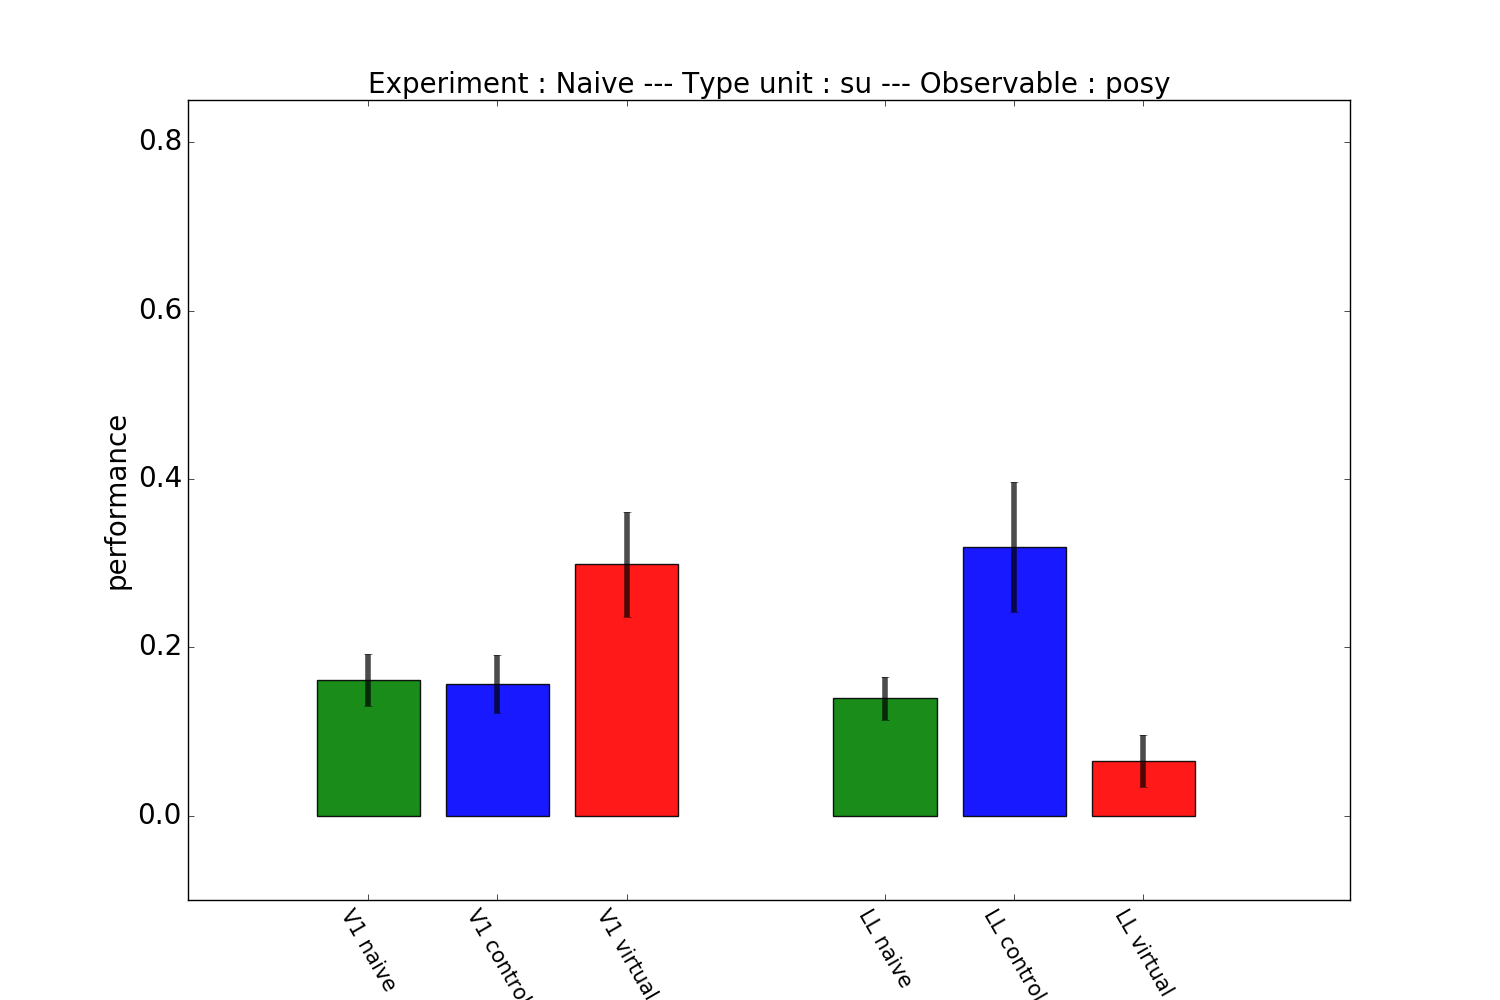 Experiment : Naive --- Type unit : su --- Observable : posy
performance
0.8
0.6
0.4
0.2
0.0
V1 naive
V1 control
V1 virtual
LL naive
LL control
LL virtual